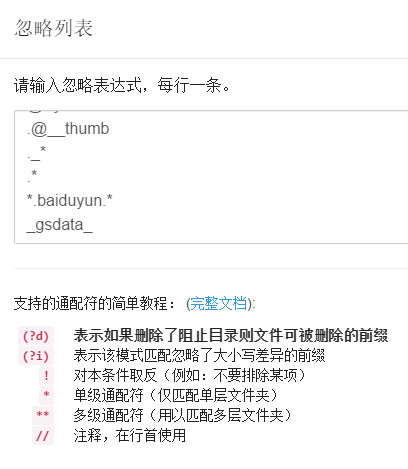 忽略列表
请输入忽略表达式，每行一条。
.@__thumb
._*
.*
*.baiduyun.*
_gsdata_
支持的通配符的简单教程： (完整文档):
(?d) 表示如果删除了阻止目录则文件可被删除的前缀
(?i) 表示该模式匹配忽略了大小写差异的前缀
! 对本条件取反（例如：不要排除某项）
* 单级通配符（仅匹配单层文件夹）
** 多级通配符（用以匹配多层文件夹）
// 注释，在行首使用